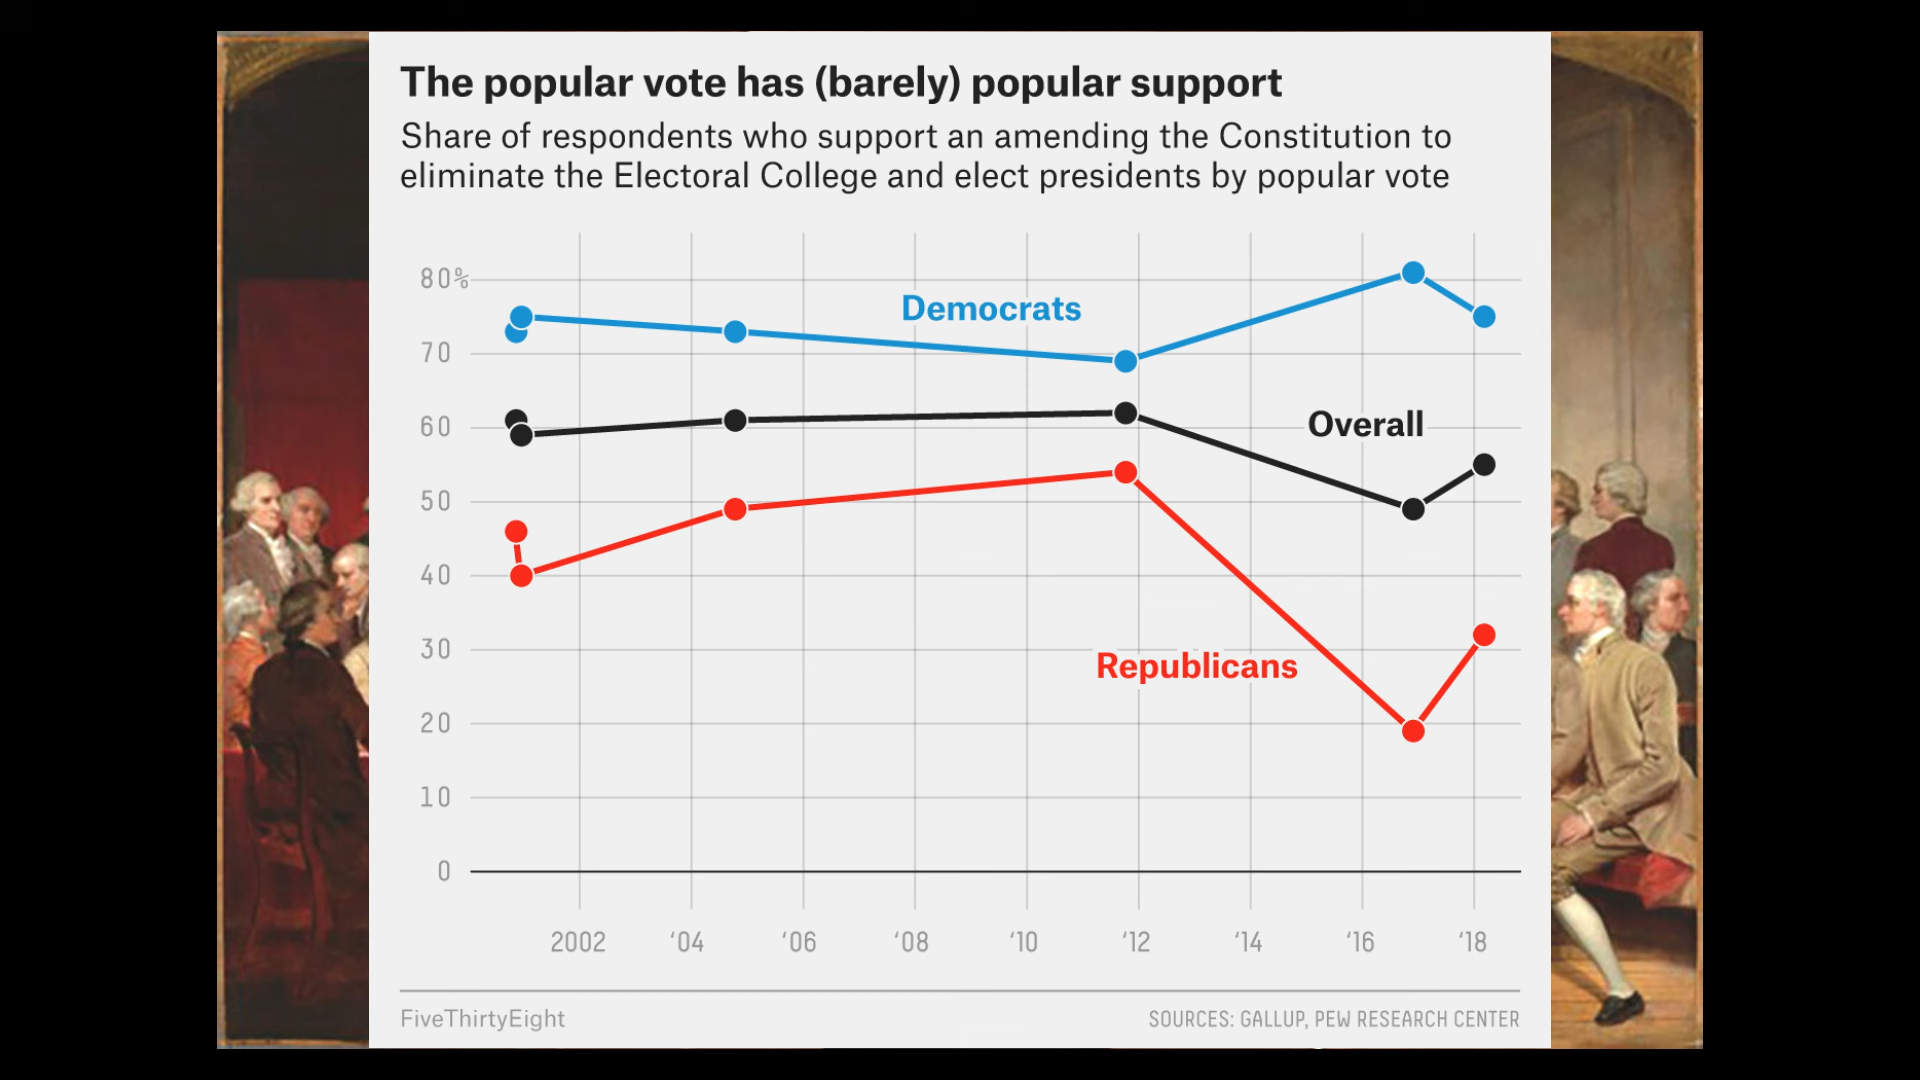 The popular vote has (barely) popular support
Share of respondents who support an amending the Constitution to
eliminate the Electoral College and elect presidents by popular vote
80%
Democrats
70
60
Overall
50
40
30
Republicans
20
10
0
2002 '04 '06 '08 '10 '12 '14 '16 '18
FiveThirtyEight
SOURCES: GALLUP, PEW RESEARCH CENTER